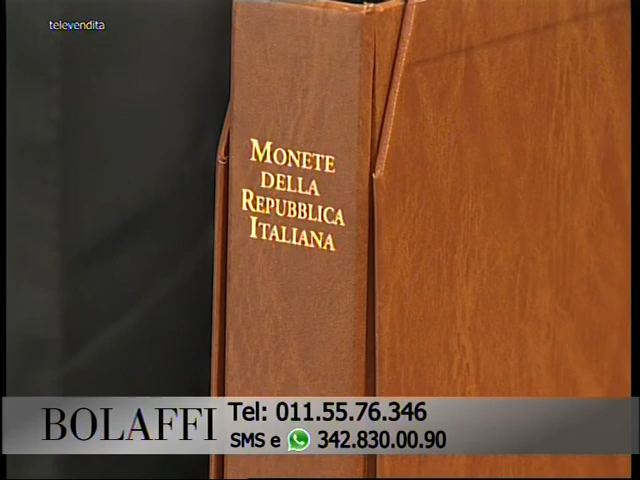 televendita
MONETE
DELLA
REPUBBLICA
ITALIANA
BOLAFFI
Tel: 011.55.76.346
SMS e 342.830.00.90